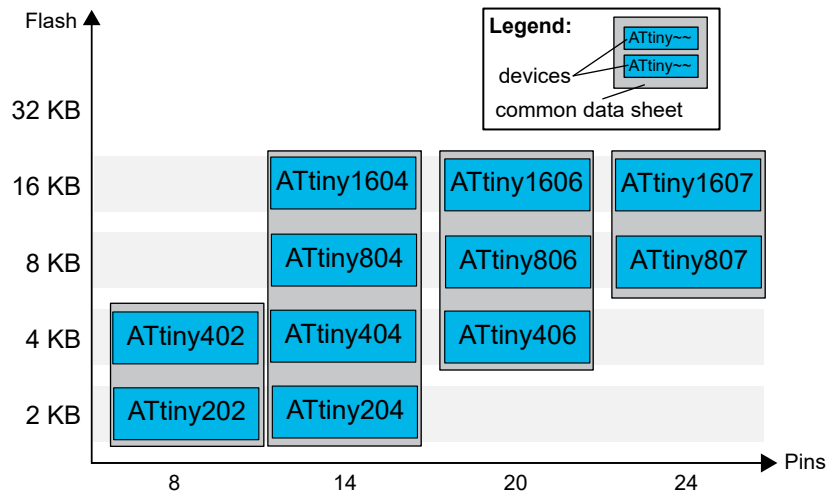 Flash
Legend:
ATtiny~~
ATtiny~~
devices
common data sheet
32 KB
16 KB
ATtiny1604
ATtiny1606
ATtiny1607
8 KB
ATtiny804
ATtiny806
ATtiny807
4 KB
ATtiny402
ATtiny404
ATtiny406
2 KB
ATtiny202
ATtiny204
Pins
8
14
20
24